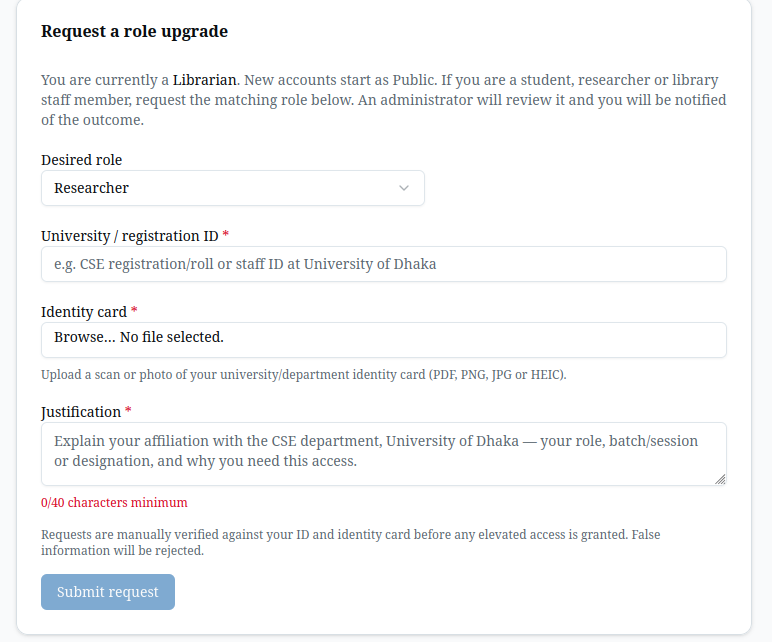 Request a role upgrade
You are currently a Librarian. New accounts start as Public. If you are a student, researcher or library
staff member, request the matching role below. An administrator will review it and you will be notified
of the outcome.
Desired role
Researcher
University / registration ID *
e.g. CSE registration/roll or staff ID at University of Dhaka
Identity card *
Browse... No file selected.
Upload a scan or photo of your university/department identity card (PDF, PNG, JPG or HEIC).
Justification *
Explain your affiliation with the CSE department, University of Dhaka — your role, batch/session
or designation, and why you need this access.
0/40 characters minimum
Requests are manually verified against your ID and identity card before any elevated access is granted. False
information will be rejected.
Submit request